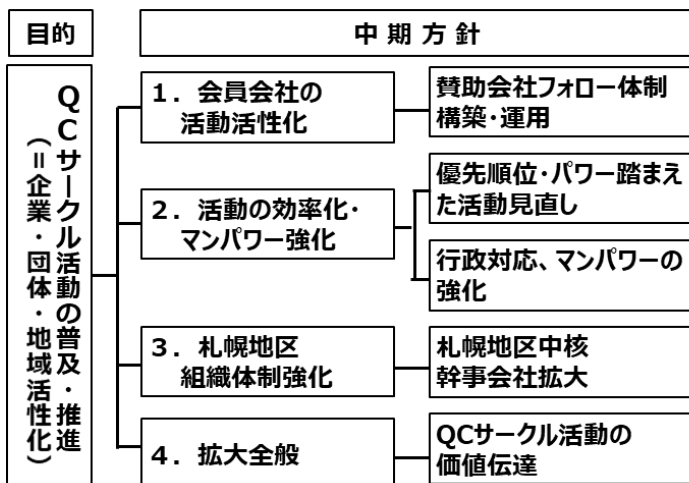 目的
中期方針
QCサークル活動の普及・推進
(=企業・団体・地域活性化)
1．会員会社の
活動活性化
賛助会社フォロー体制
構築・運用
2．活動の効率化・
マンパワー強化
優先順位・パワー踏まえ
た活動見直し
行政対応、マンパワーの
強化
3．札幌地区
組織体制強化
札幌地区中核
幹事会社拡大
4．拡大全般
QCサークル活動の
価値伝達